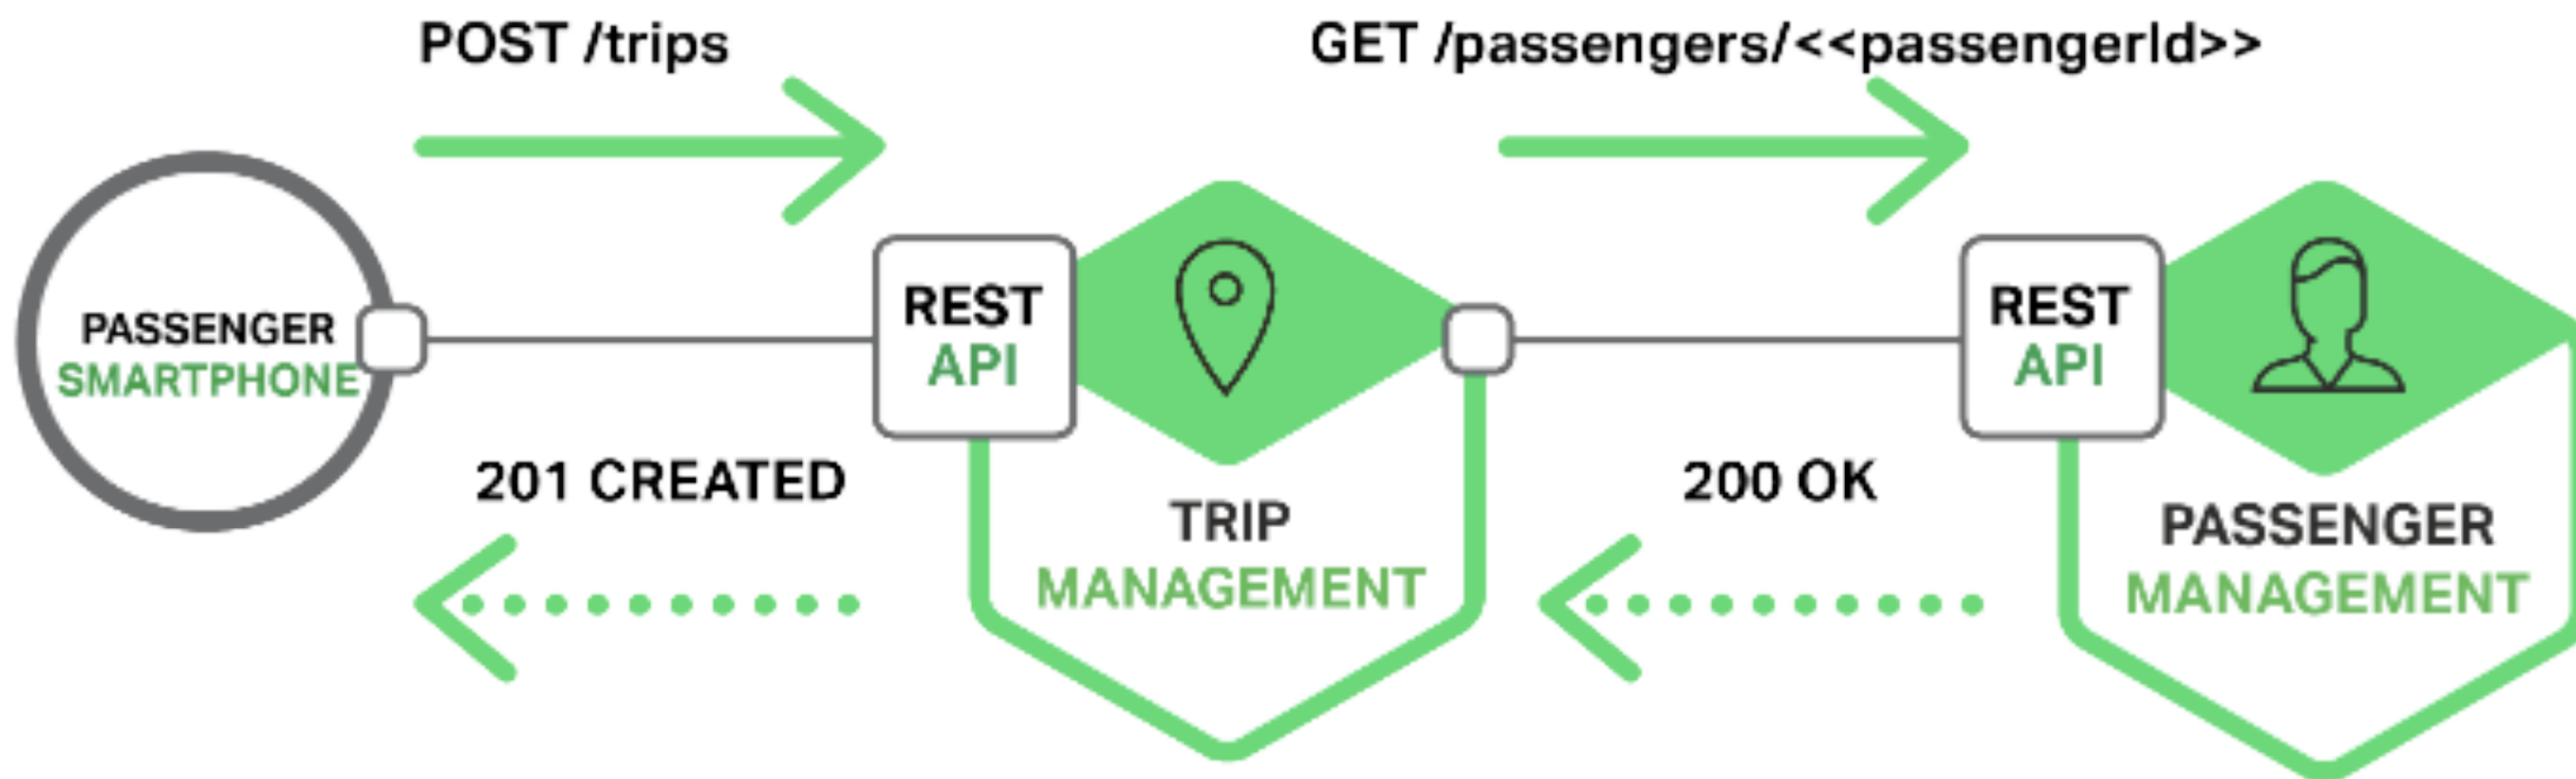 POST /trips
GET /passengers/<<passengerId>>
PASSENGER
SMARTPHONE
REST
API
REST
API
201 CREATED
TRIP
MANAGEMENT
200 OK
PASSENGER
MANAGEMENT